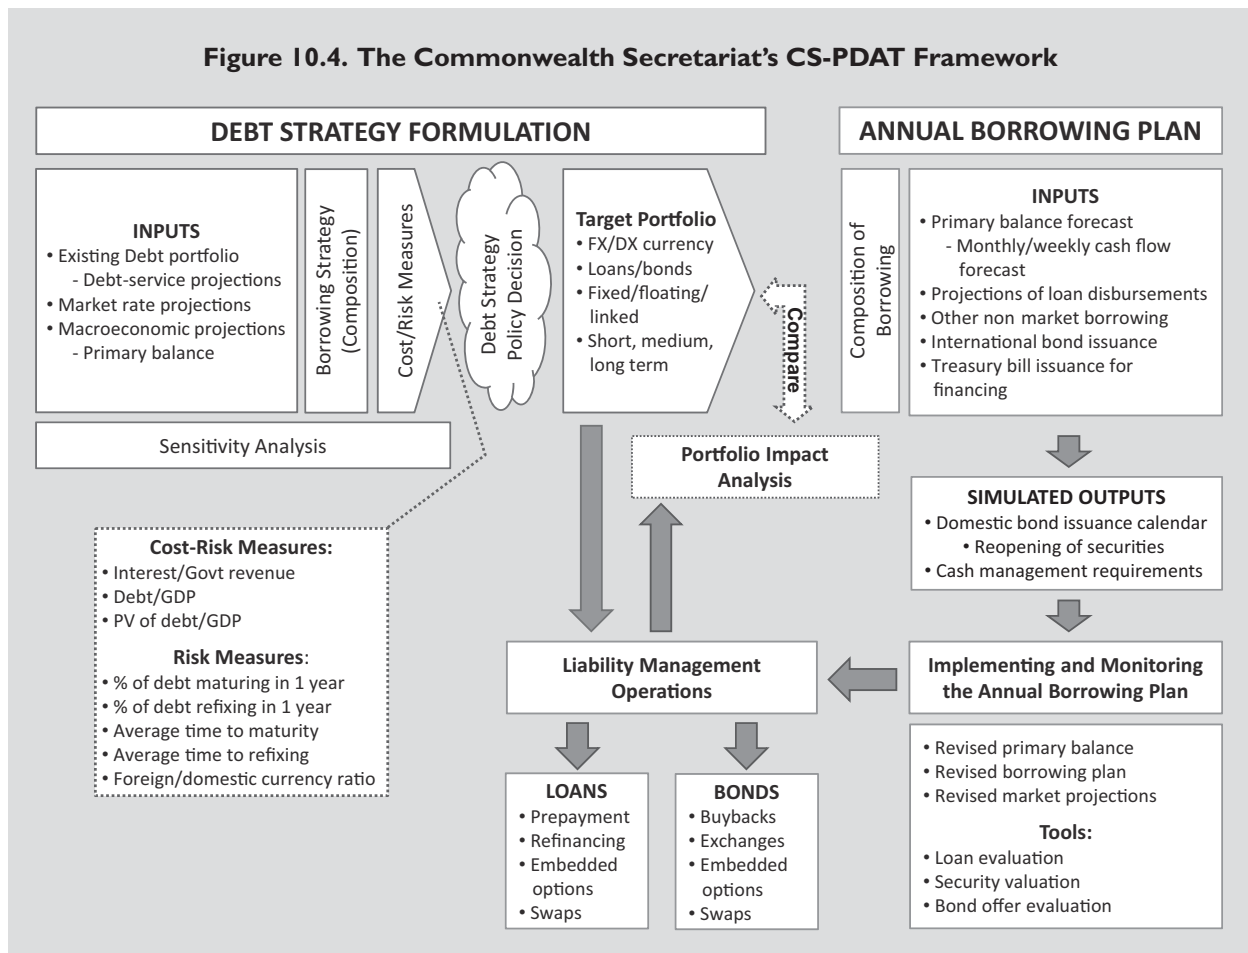 Figure 10.4. The Commonwealth Secretariat's CS-PDAT Framework
DEBT STRATEGY FORMULATION
INPUTS
• Existing Debt portfolio
- Debt-service projections
• Market rate projections
• Macroeconomic projections
- Primary balance
Borrowing Strategy
(Composition)
Cost/Risk Measures
Debt Strategy
Policy Decision
Target Portfolio
• FX/DX currency
• Loans/bonds
• Fixed/floating/
linked
• Short, medium,
long term
Compare
Sensitivity Analysis
Portfolio Impact
Analysis
Cost-Risk Measures:
• Interest/Govt revenue
• Debt/GDP
• PV of debt/GDP
Risk Measures:
• % of debt maturing in 1 year
• % of debt refixing in 1 year
• Average time to maturity
• Average time to refixing
• Foreign/domestic currency ratio
ANNUAL BORROWING PLAN
Composition of
Borrowing
INPUTS
• Primary balance forecast
- Monthly/weekly cash flow
forecast
• Projections of loan disbursements
• Other non market borrowing
• International bond issuance
• Treasury bill issuance for
financing
SIMULATED OUTPUTS
• Domestic bond issuance calendar
• Reopening of securities
• Cash management requirements
Implementing and Monitoring
the Annual Borrowing Plan
• Revised primary balance
• Revised borrowing plan
• Revised market projections
Tools:
• Loan evaluation
• Security valuation
• Bond offer evaluation
Liability Management
Operations
LOANS
• Prepayment
• Refinancing
• Embedded
options
• Swaps
BONDS
• Buybacks
• Exchanges
• Embedded
options
• Swaps